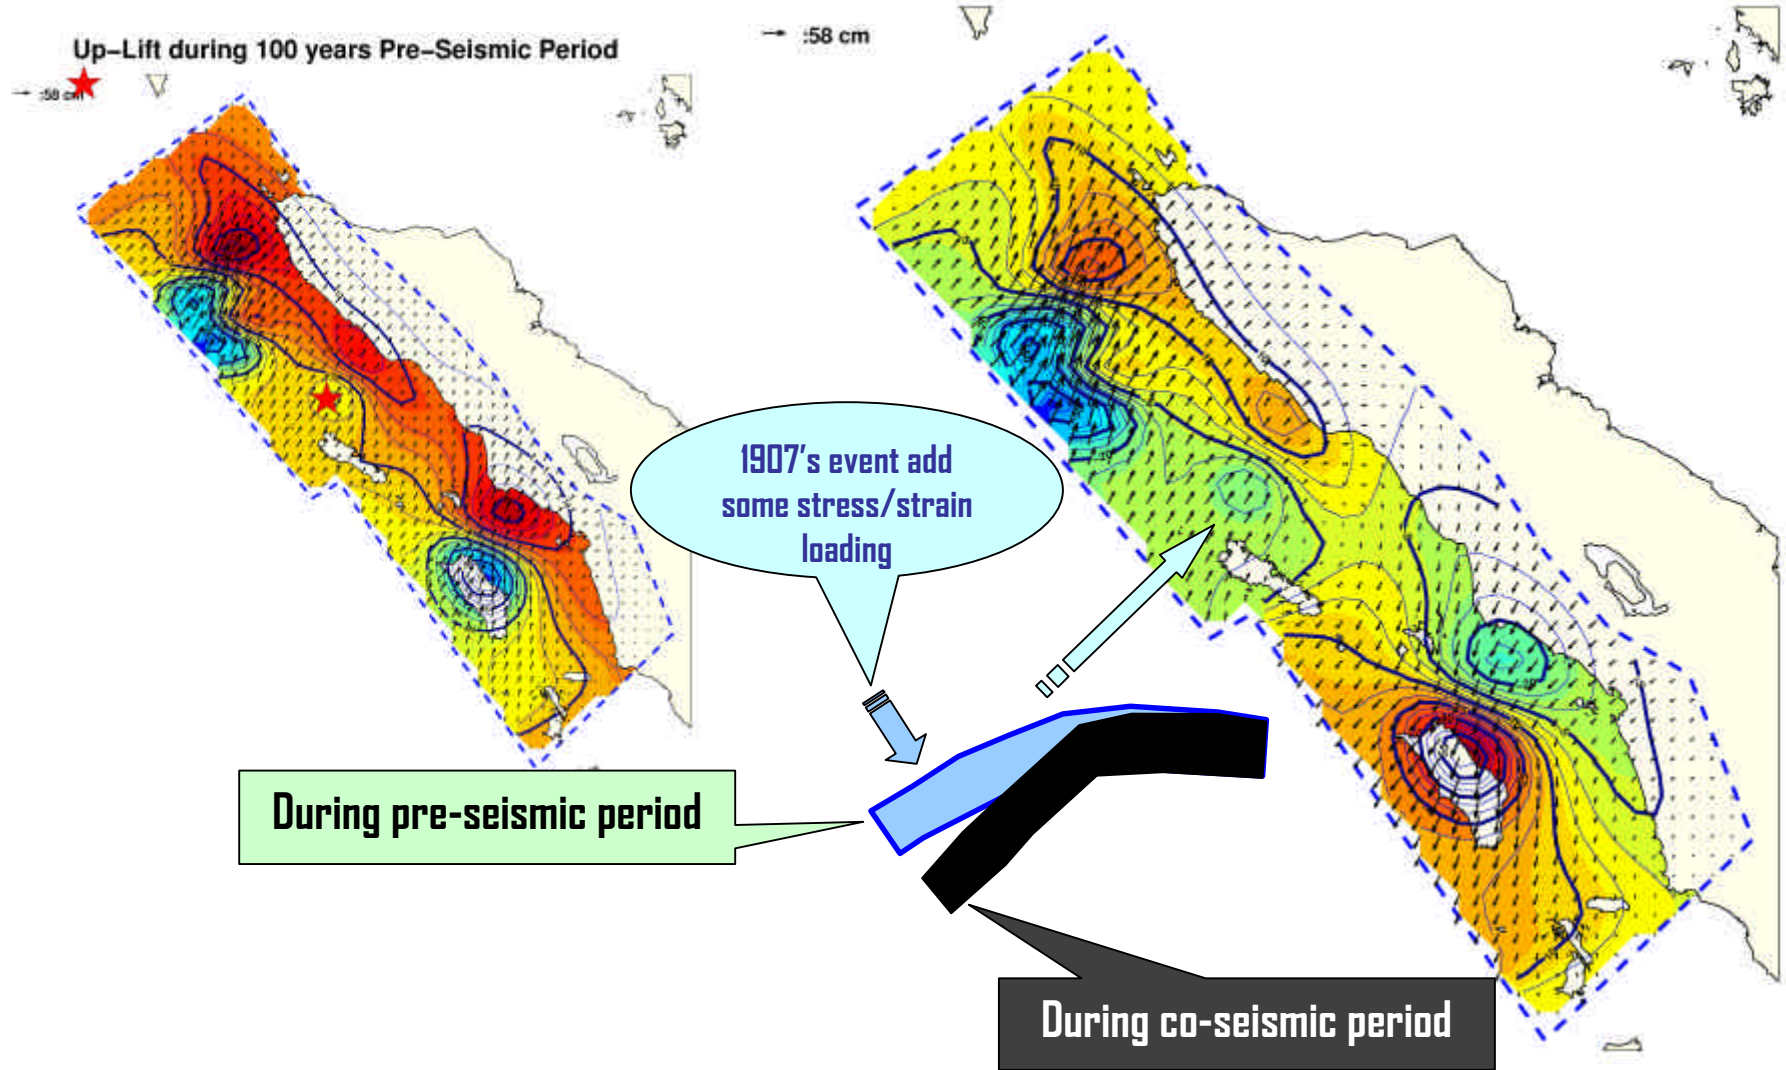 Up-Lift during 100 years Pre-Seismic Period
:58 cm
:58 cm
1907's event add
some stress/strain
loading
During pre-seismic period
During co-seismic period